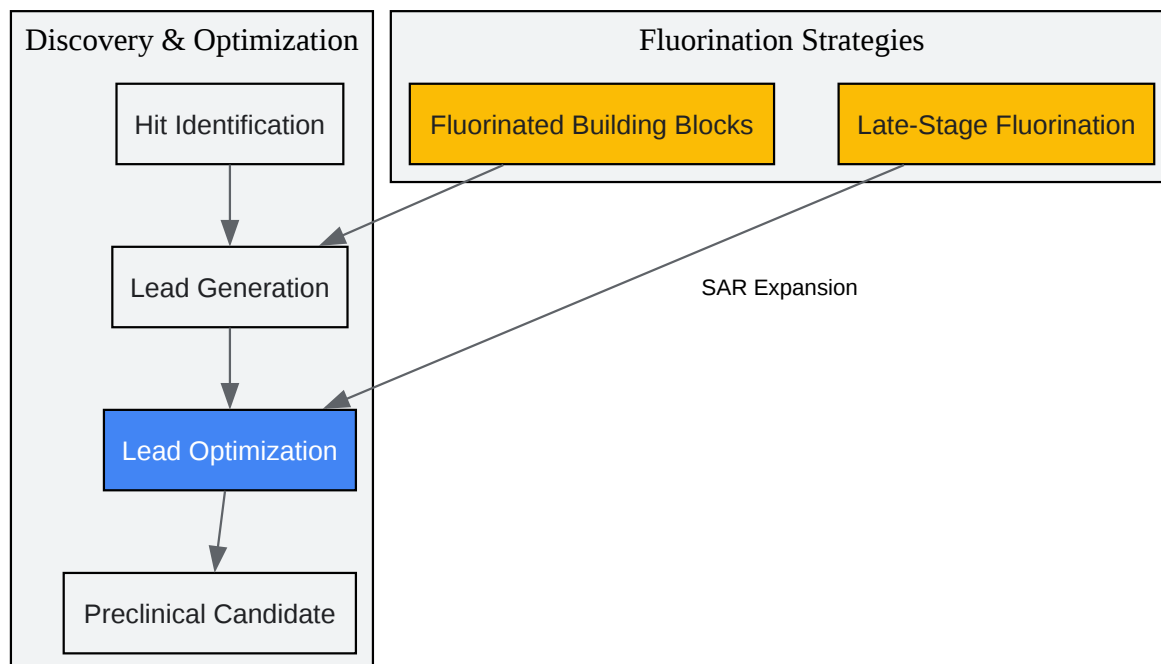 Discovery & Optimization
Fluorination Strategies
Hit Identification
Fluorinated Building Blocks
Late-Stage Fluorination
Lead Generation
SAR Expansion
Lead Optimization
Preclinical Candidate